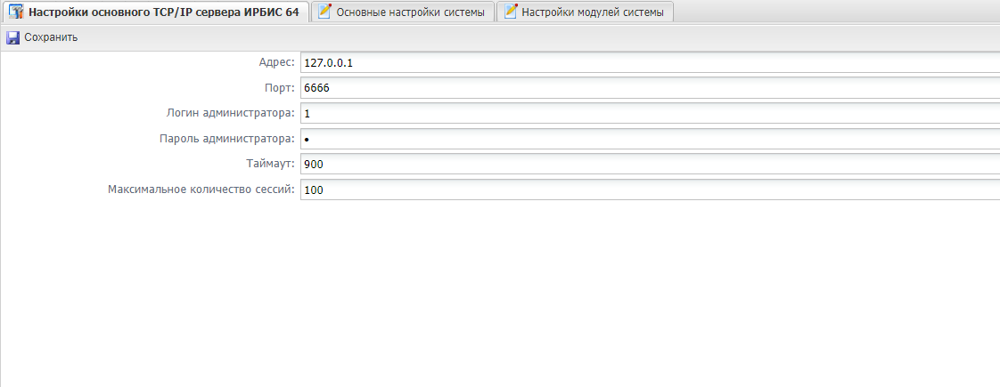 Настройки основного TCP/IP сервера ИРБИС 64 Основные настройки системы Настройки модулей системы
Сохранить
Адрес: 127.0.0.1
Порт: 6666
Логин администратора: 1
Пароль администратора: •
Таймаут: 900
Максимальное количество сессий: 100